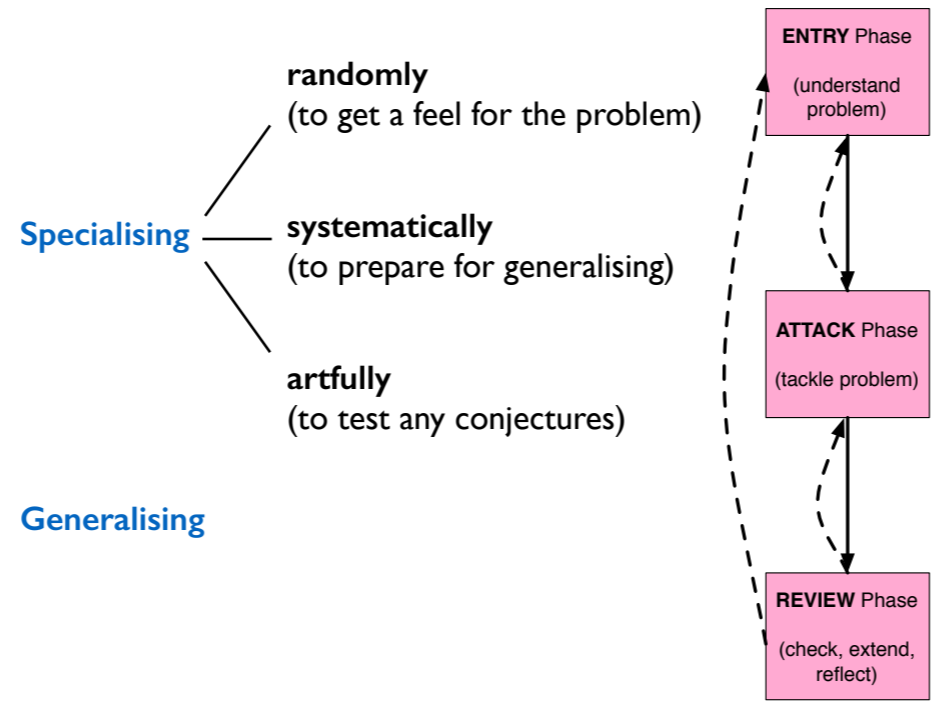 randomly
(to get a feel for the problem)
Specialising
systematically
(to prepare for generalising)
artfully
(to test any conjectures)
Generalising
ENTRY Phase
(understand
problem)
ATTACK Phase
(tackle problem)
REVIEW Phase
(check, extend,
reflect)